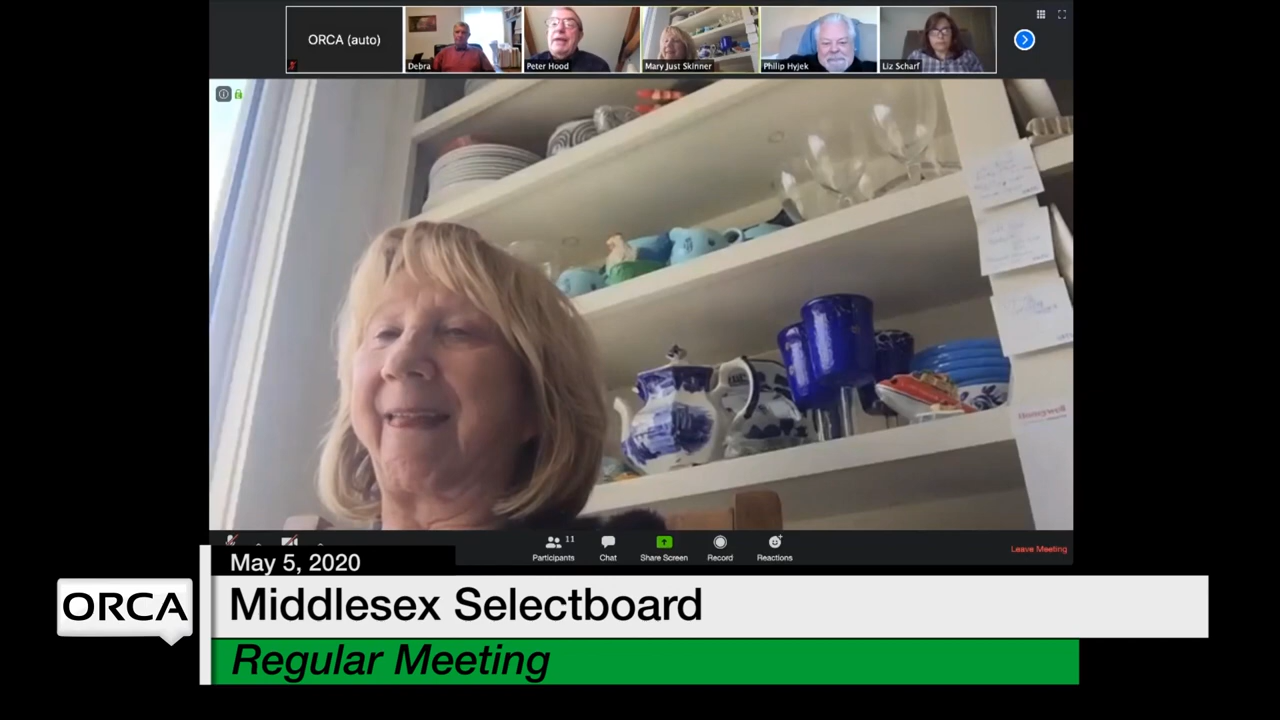 ORCA (auto)
Debra
Peter Hood
Mary Just Skinner
Philip Hyjek
Liz Scharf
Honeywell
11
Participants
Chat
Share Screen
Record
Reactions
Leave Meeting
May 5, 2020
ORCA
Middlesex Selectboard
Regular Meeting